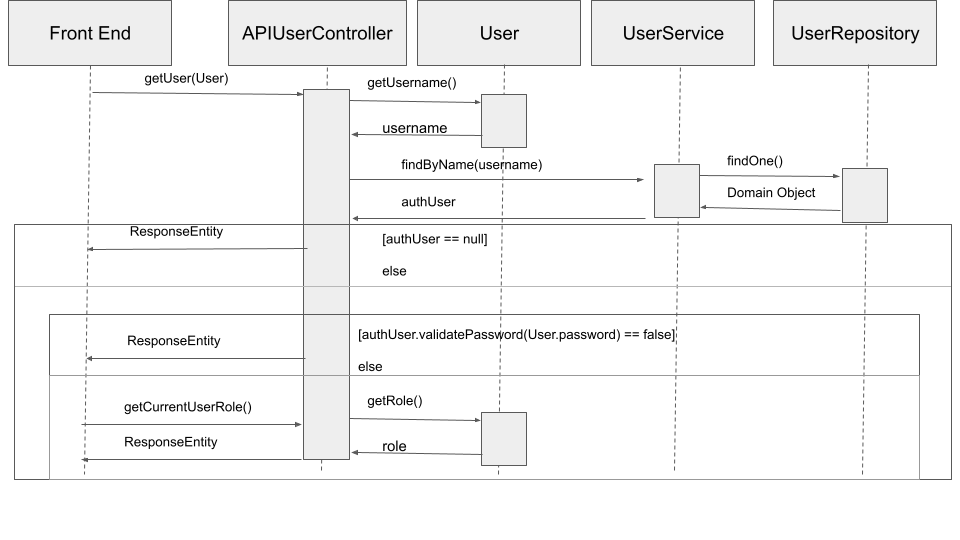 Front End
APIUserController
User
UserService
UserRepository
getUser(User)
getUsername()
username
findByName(username)
findOne()
Domain Object
authUser
ResponseEntity
[authUser == null]
else
[authUser.validatePassword(User.password) == false]
ResponseEntity
else
getCurrentUserRole()
getRole()
ResponseEntity
role